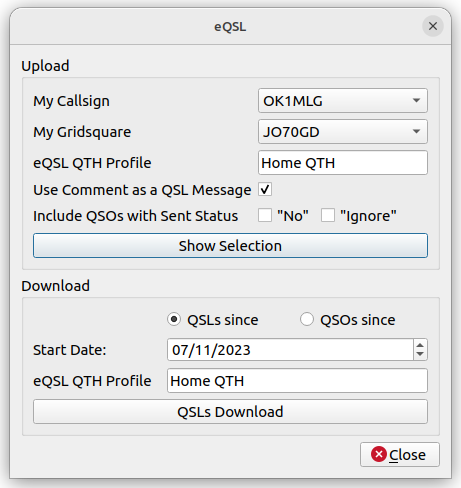 eQSL
Upload
My Callsign OK1MLG
My Gridsquare JO70GD
eQSL QTH Profile Home QTH
Use Comment as a QSL Message
Include QSOs with Sent Status "No" "Ignore"
Show Selection
Download
QSLs since QSOs since
Start Date: 07/11/2023
eQSL QTH Profile Home QTH
QSLs Download
Close